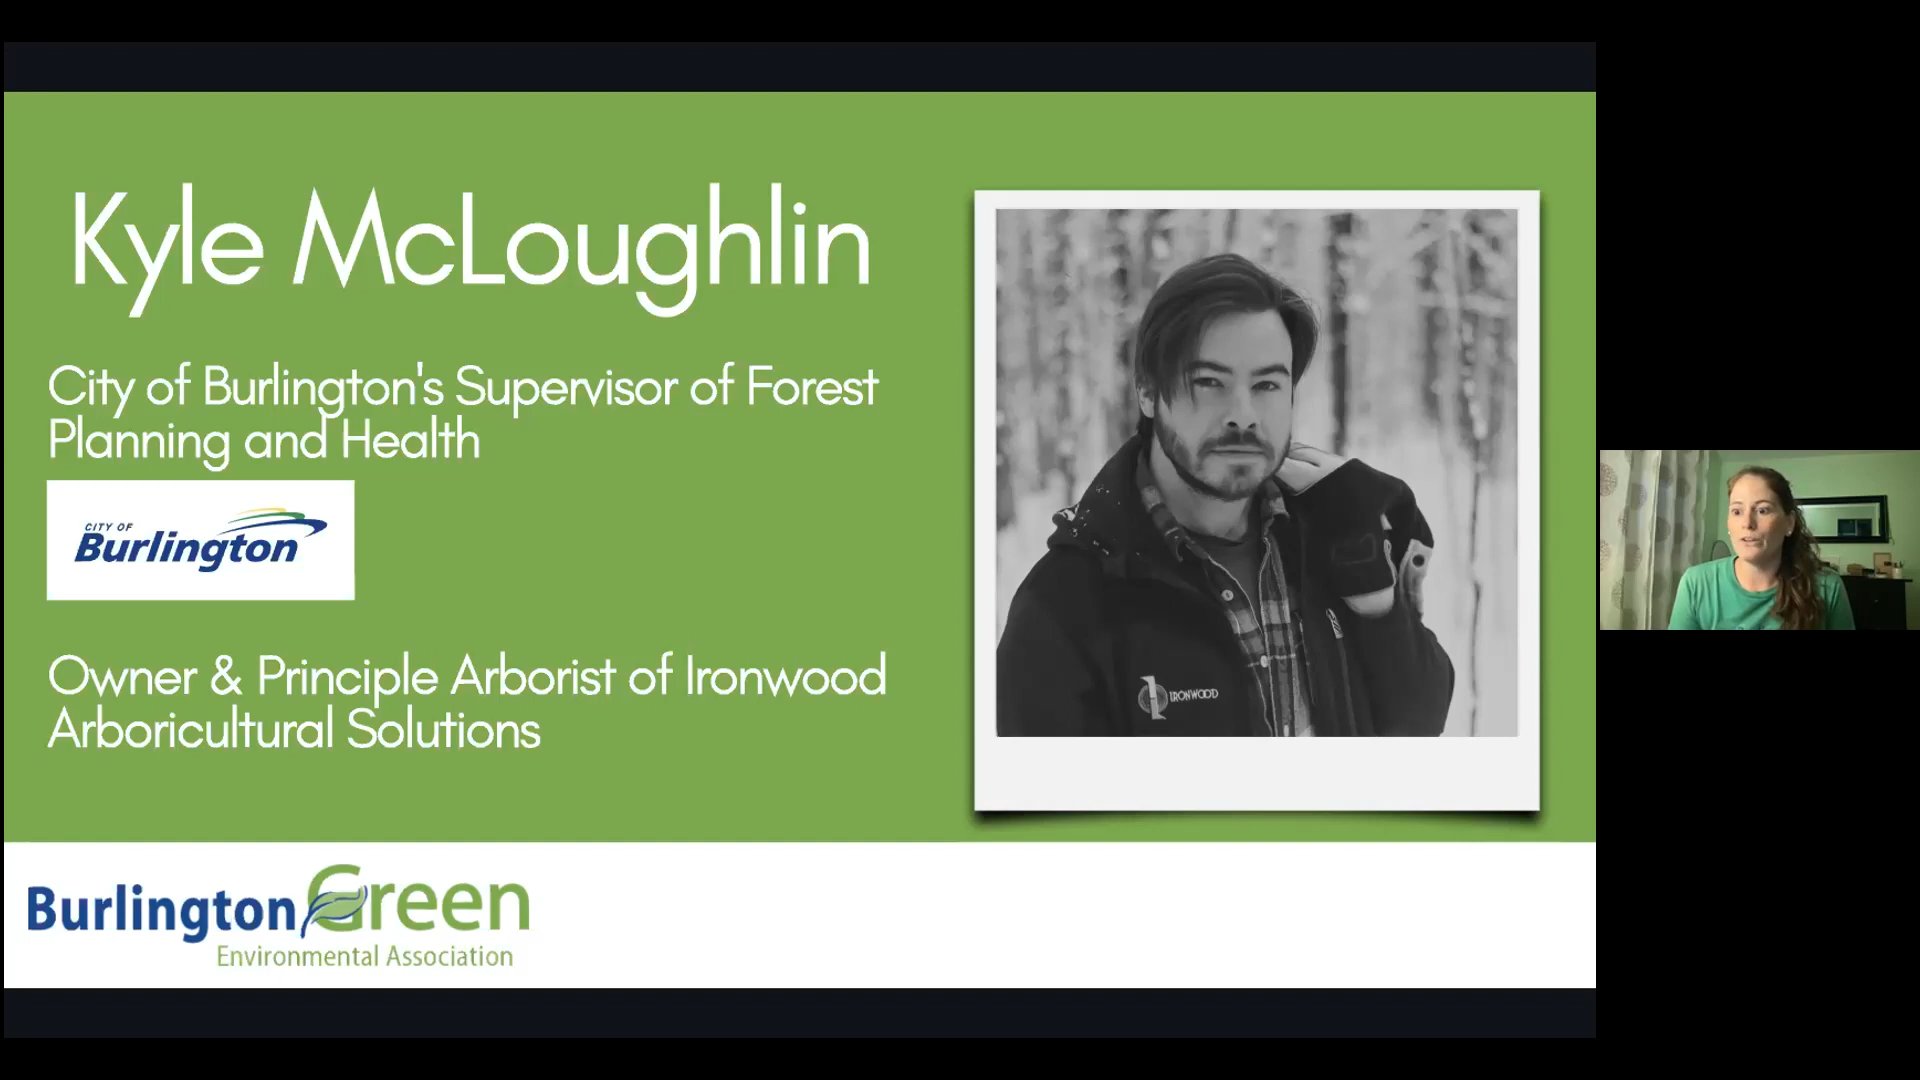 Kyle McLoughlin
City of Burlington's Supervisor of Forest
Planning and Health
CITY OF
Burlington
Owner & Principle Arborist of Ironwood
Arboricultural Solutions
IRONWOOD
BurlingtonGreen
Environmental Association